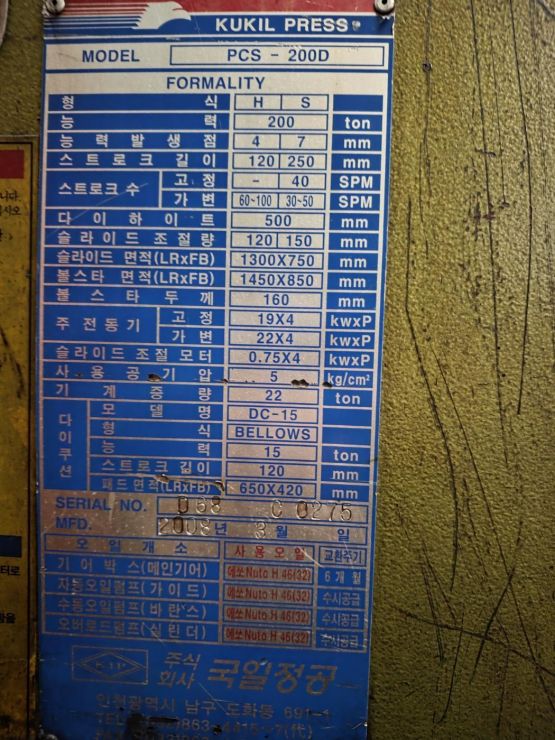 KUKIL PRESS
MODEL PCS - 200D
FORMALITY
형 식 H S
능 력 200 ton
능력발생점 4 7 mm
스트로크 길이 120 250 mm
스트로크 수 고정 - 40 SPM
가변 60~100 30~50 SPM
다이하이트 500 mm
슬라이드 조절량 120 150 mm
슬라이드 면적(LRxFB) 1300X750 mm
볼스타 면적(LRxFB) 1450X850 mm
볼스타 두께 160 mm
주전동기 고정 19X4 kwxP
가변 22X4 kwxP
슬라이드 조절 모터 0.75X4 kwxP
사용공기압 5 kg/cm²
기계중량 22 ton
다이쿠션 모델명 DC-15
형 식 BELLOWS
능 력 15 ton
스트로크 길이 120 mm
패드면적(LRxFB) 650X420 mm
SERIAL NO. C 0275
MFD. 2008년 3월 일
오일개소 사용오일 교환주기
기어박스(메인기어) 에쏘Nuto H 46(32) 6개월
자동오일펌프(가이드) 에쏘Nuto H 46(32) 수시공급
수동오일펌프(바란스) 에쏘Nuto H 46(32) 수시공급
오버로드펌프(실린더) 에쏘Nuto H 46(32) 수시공급
주식회사 국일정공
인천광역시 남구 도화동 691-1
TEL